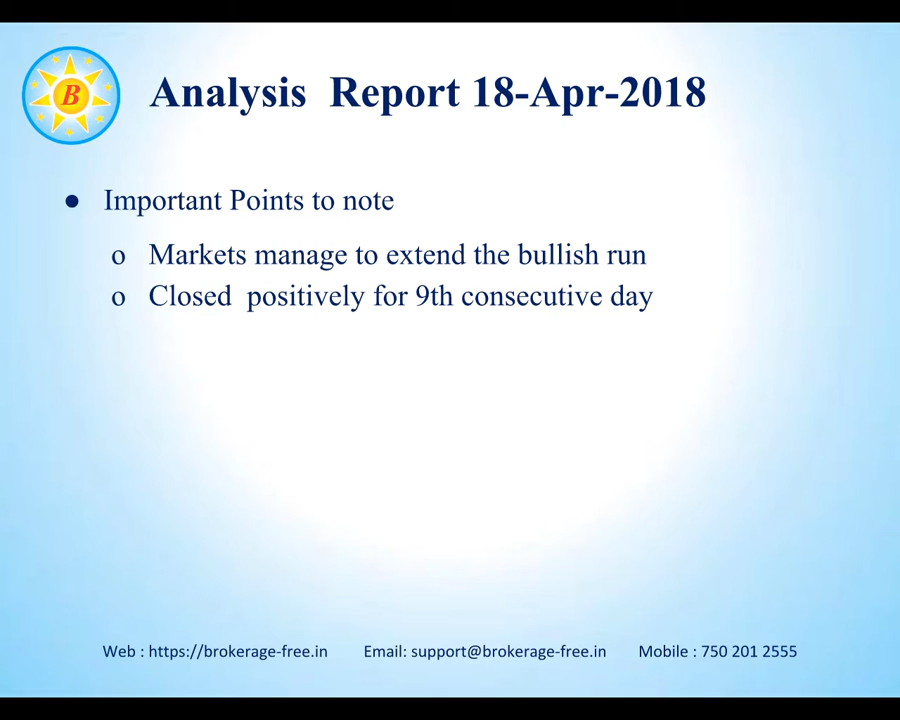 B
Analysis Report 18-Apr-2018
● Important Points to note
o Markets manage to extend the bullish run
o Closed positively for 9th consecutive day
Web : https://brokerage-free.in Email: support@brokerage-free.in Mobile : 750 201 2555